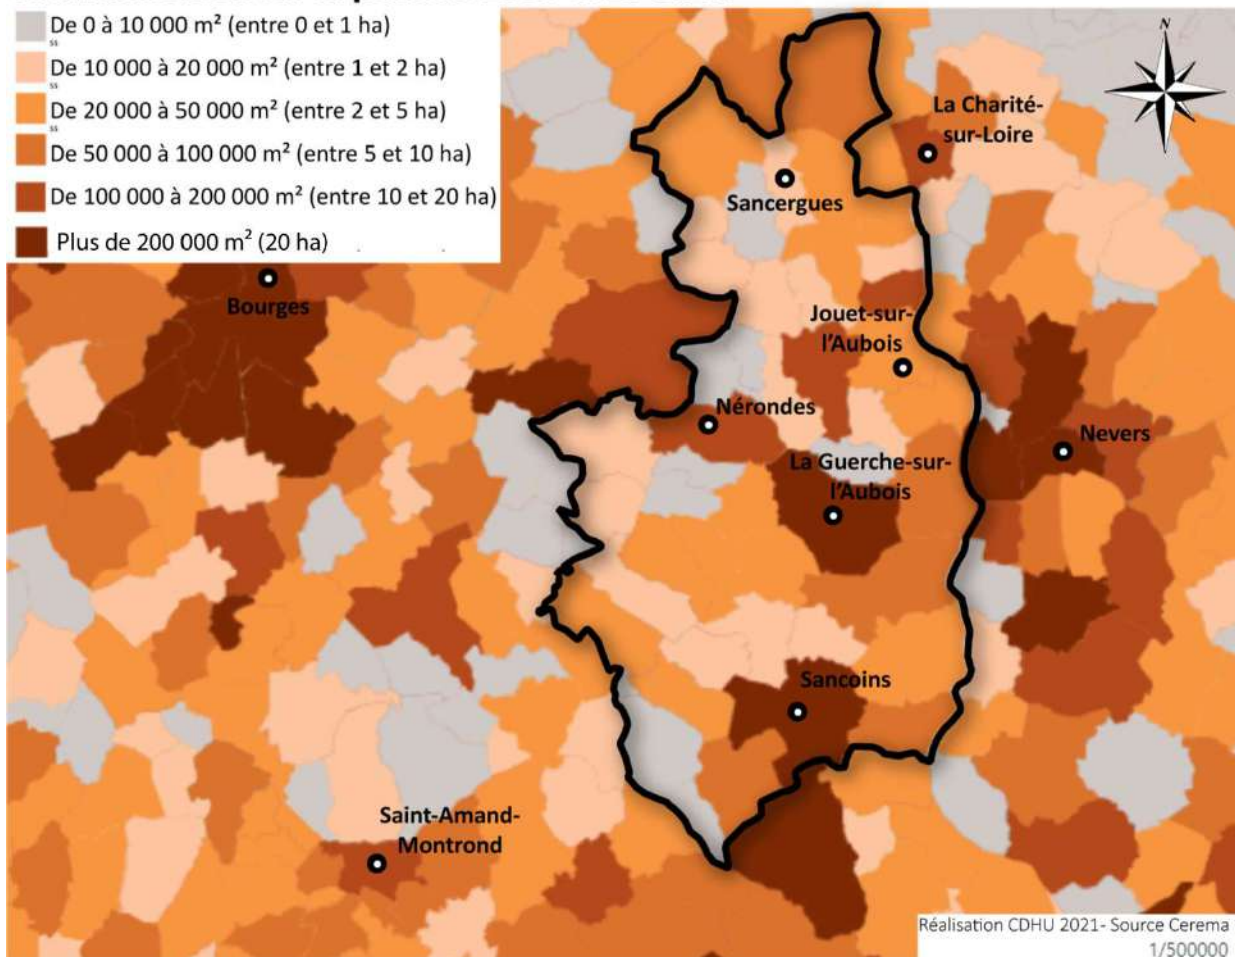 De 0 à 10 000 m² (entre 0 et 1 ha)
ss
De 10 000 à 20 000 m² (entre 1 et 2 ha)
ss
De 20 000 à 50 000 m² (entre 2 et 5 ha)
ss
De 50 000 à 100 000 m² (entre 5 et 10 ha)
De 100 000 à 200 000 m² (entre 10 et 20 ha)
Plus de 200 000 m² (20 ha)
N
La Charité-
sur-Loire
Sancergues
Bourges
Jouet-sur-
l'Aubois
Nérondes
Nevers
La Guerche-sur-
l'Aubois
Sancoins
Saint-Amand-
Montrond
Réalisation CDHU 2021- Source Cerema
1/500000